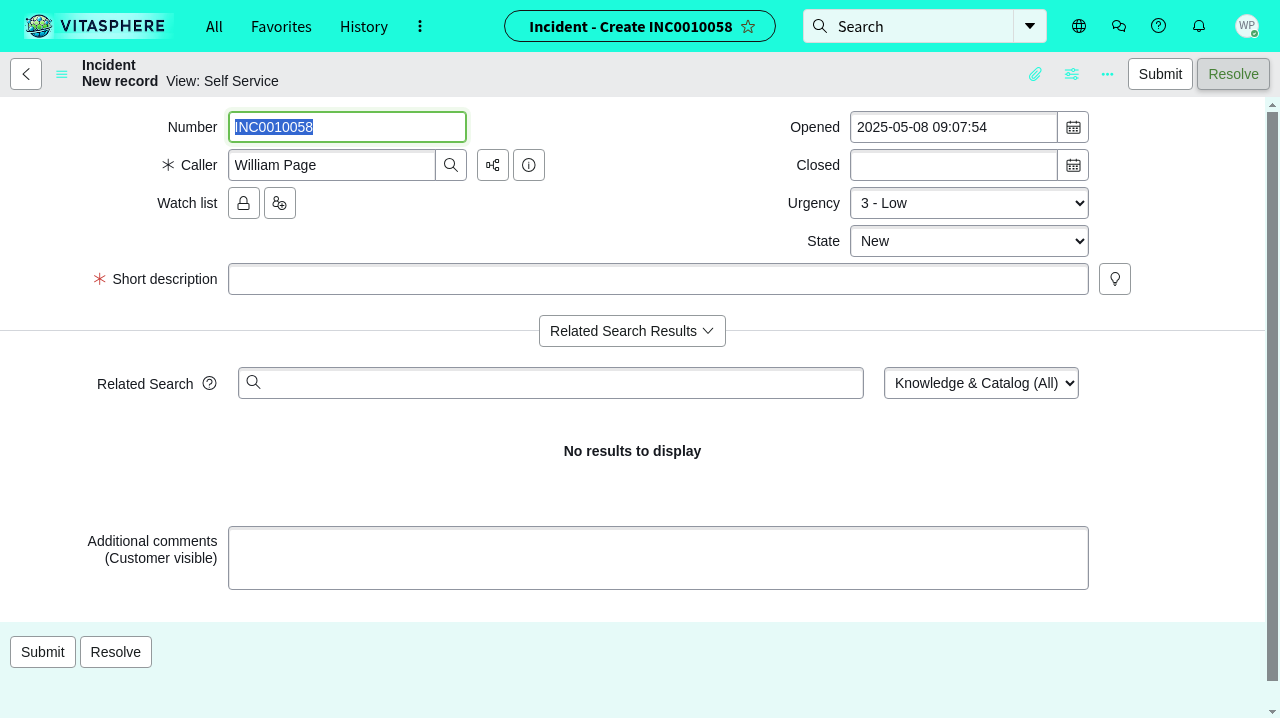 VITASPHERE
All
Favorites
History
Incident - Create INC0010058
Search
WP
Incident
New record View: Self Service
Submit
Resolve
Number
INC0010058
Opened
2025-05-08 09:07:54
Caller
William Page
Closed
Watch list
Urgency
3 - Low
State
New
Short description
Related Search Results
Related Search
Knowledge & Catalog (All)
No results to display
Additional comments
(Customer visible)
Submit
Resolve